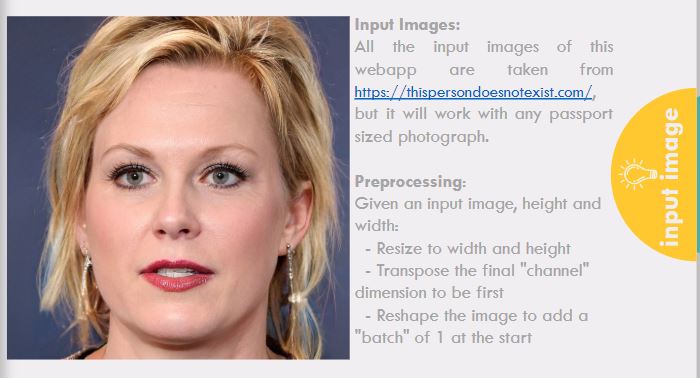 Input Images:
All the input images of this
webapp are taken from
https://thispersondoesnotexist.com/,
but it will work with any passport
sized photograph.
Preprocessing:
Given an input image, height and
width:
- Resize to width and height
- Transpose the final "channel"
dimension to be first
- Reshape the image to add a
"batch" of 1 at the start
input image